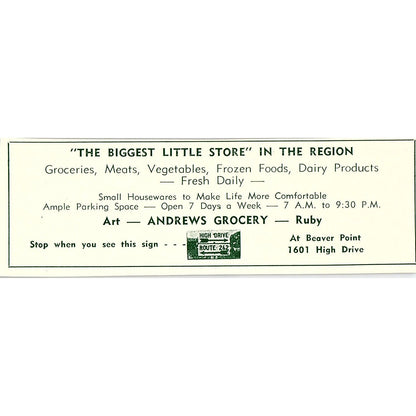 "THE BIGGEST LITTLE STORE" IN THE REGION
Groceries, Meats, Vegetables, Frozen Foods, Dairy Products
— Fresh Daily —
Small Housewares to Make Life More Comfortable
Ample Parking Space — Open 7 Days a Week — 7 A.M. to 9:30 P.M.
Art — ANDREWS GROCERY — Ruby
Stop when you see this sign - - -
HIGH DRIVE
ROUTE 242
At Beaver Point
1601 High Drive